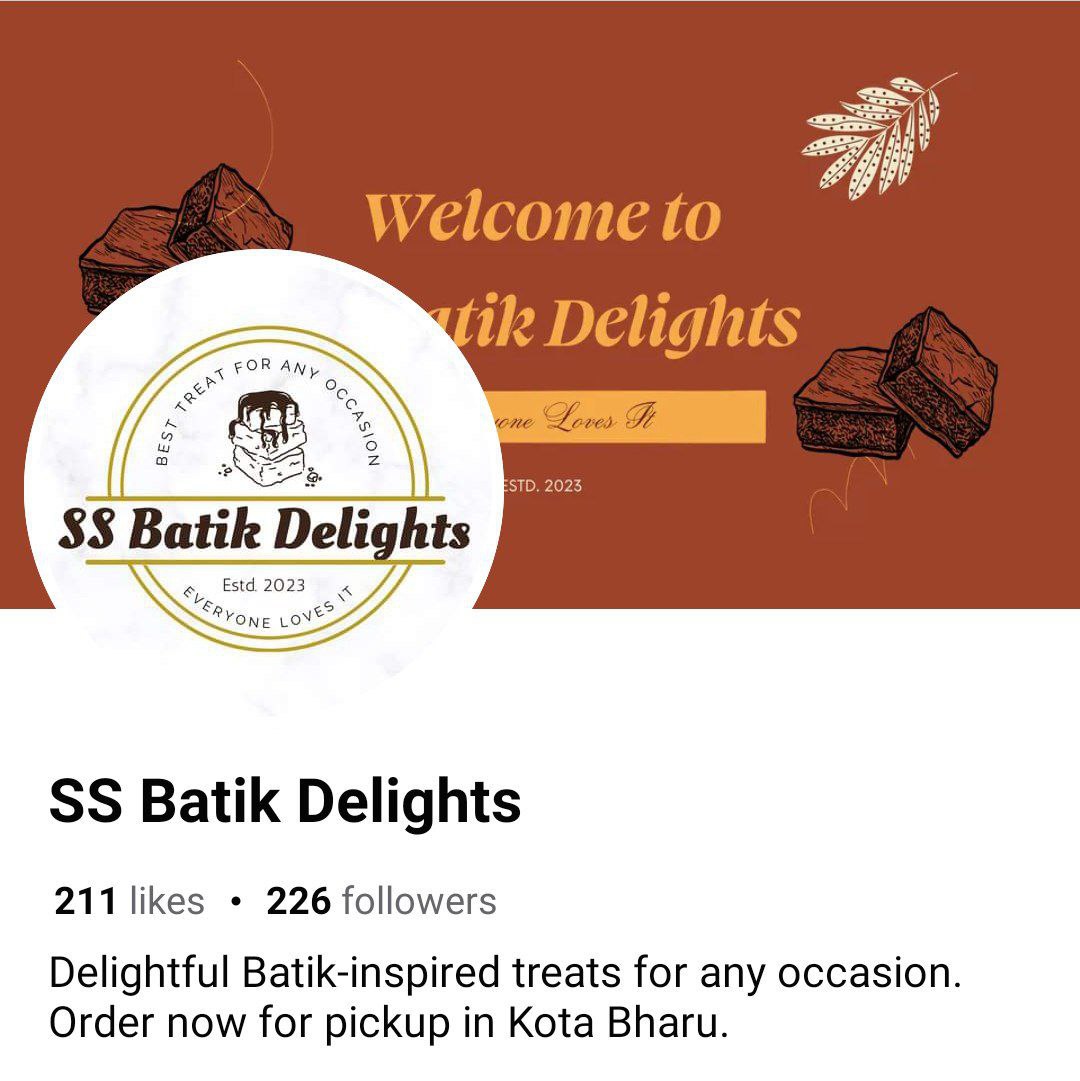 Welcome to
Delights
Loves It
ESTD. 2023
BEST TREAT FOR ANY OCCASION
SS Batik Delights
Estd. 2023
EVERYONE LOVES IT
SS Batik Delights
211 likes • 226 followers
Delightful Batik-inspired treats for any occasion.
Order now for pickup in Kota Bharu.